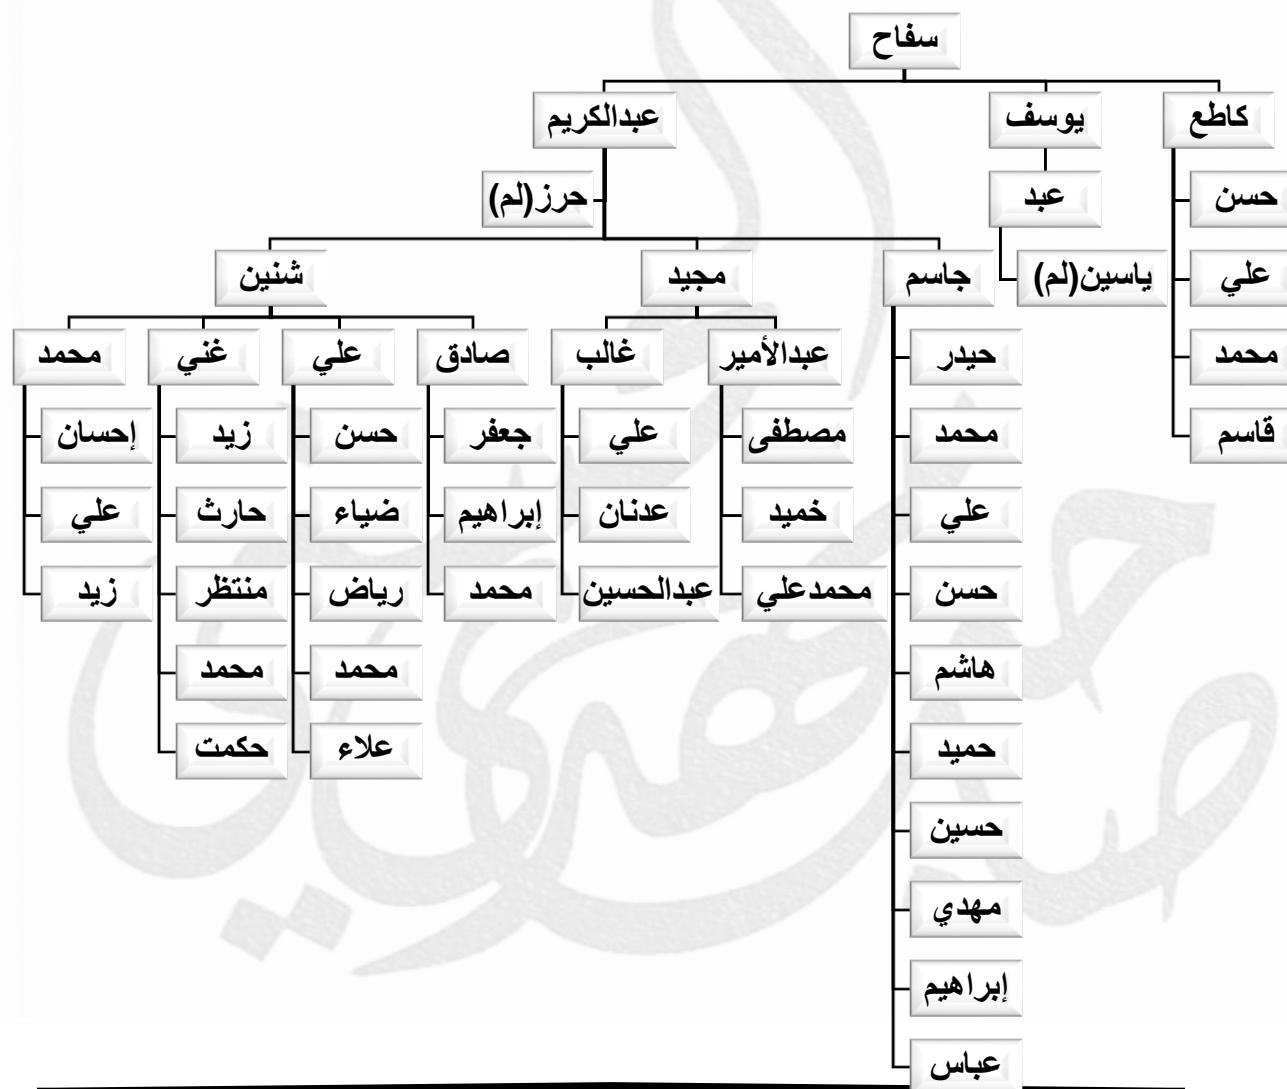 سفاح
كاطع
يوسف
عبدالكريم
حسن
عبد
حرز(لم)
علي
ياسين(لم)
جاسم
مجيد
شنين
محمد
حيدر
عبدالأمير
غالب
صادق
علي
غني
محمد
قاسم
محمد
مصطفى
علي
جعفر
حسن
زيد
إحسان
علي
خميد
عدنان
إبراهيم
ضياء
حارث
علي
حسن
محمدعلي
عبدالحسين
محمد
رياض
منتظر
زيد
هاشم
محمد
محمد
حميد
علاء
حكمت
حسين
مهدي
إبراهيم
عباس